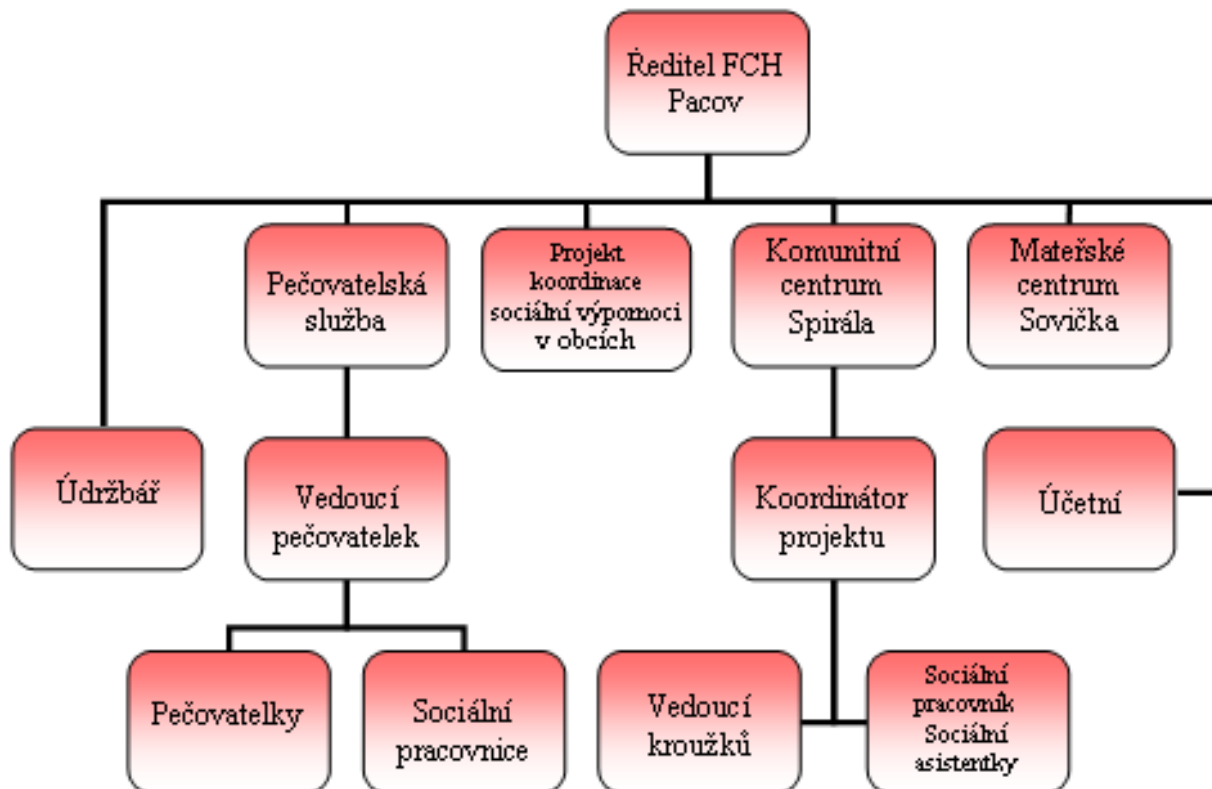 Ředitel FCH
Pacov
Pečovatelská
služba
Projekt
koordinace
sociální výpomoci
v obcích
Komunitní
centrum
Spirála
Mateřské
centrum
Sovička
Údržbář
Vedoucí
pečovatelek
Koordinátor
projektu
Účetní
Pečovatelky
Sociální
pracovnice
Vedoucí
kroužků
Sociální
pracovník
Sociální
asistentky